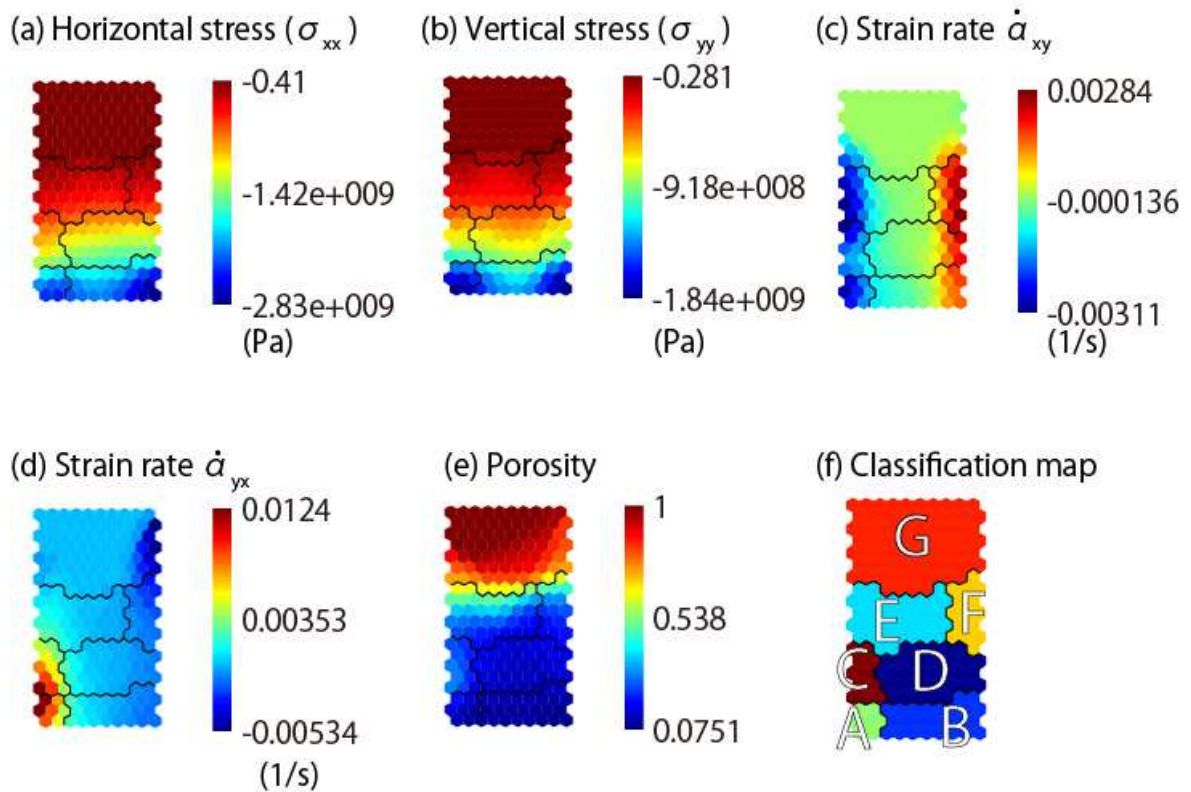 (a) Horizontal stress (σxx)
-0.41
-1.42e+009
-2.83e+009
(Pa)
(b) Vertical stress (σyy)
-0.281
-9.18e+008
-1.84e+009
(Pa)
(c) Strain rate α̇xy
0.00284
-0.000136
-0.00311
(1/s)
(d) Strain rate α̇yx
0.0124
0.00353
-0.00534
(1/s)
(e) Porosity
1
0.538
0.0751
(f) Classification map
G
E F
C D
A B